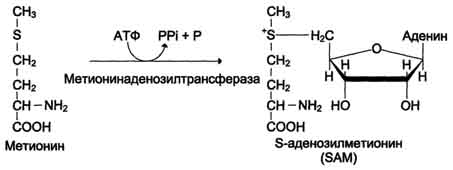 CH₃
S
CH₂
CH₂
CH–NH₂
COOH
Метионин
АТФ PPi + P
Метионинаденозилтрансфераза
CH₃
⁺S
H₂C
CH₂
CH₂
CH–NH₂
COOH
O
Аденин
H H H H
HO OH
S-аденозилметионин
(SAM)